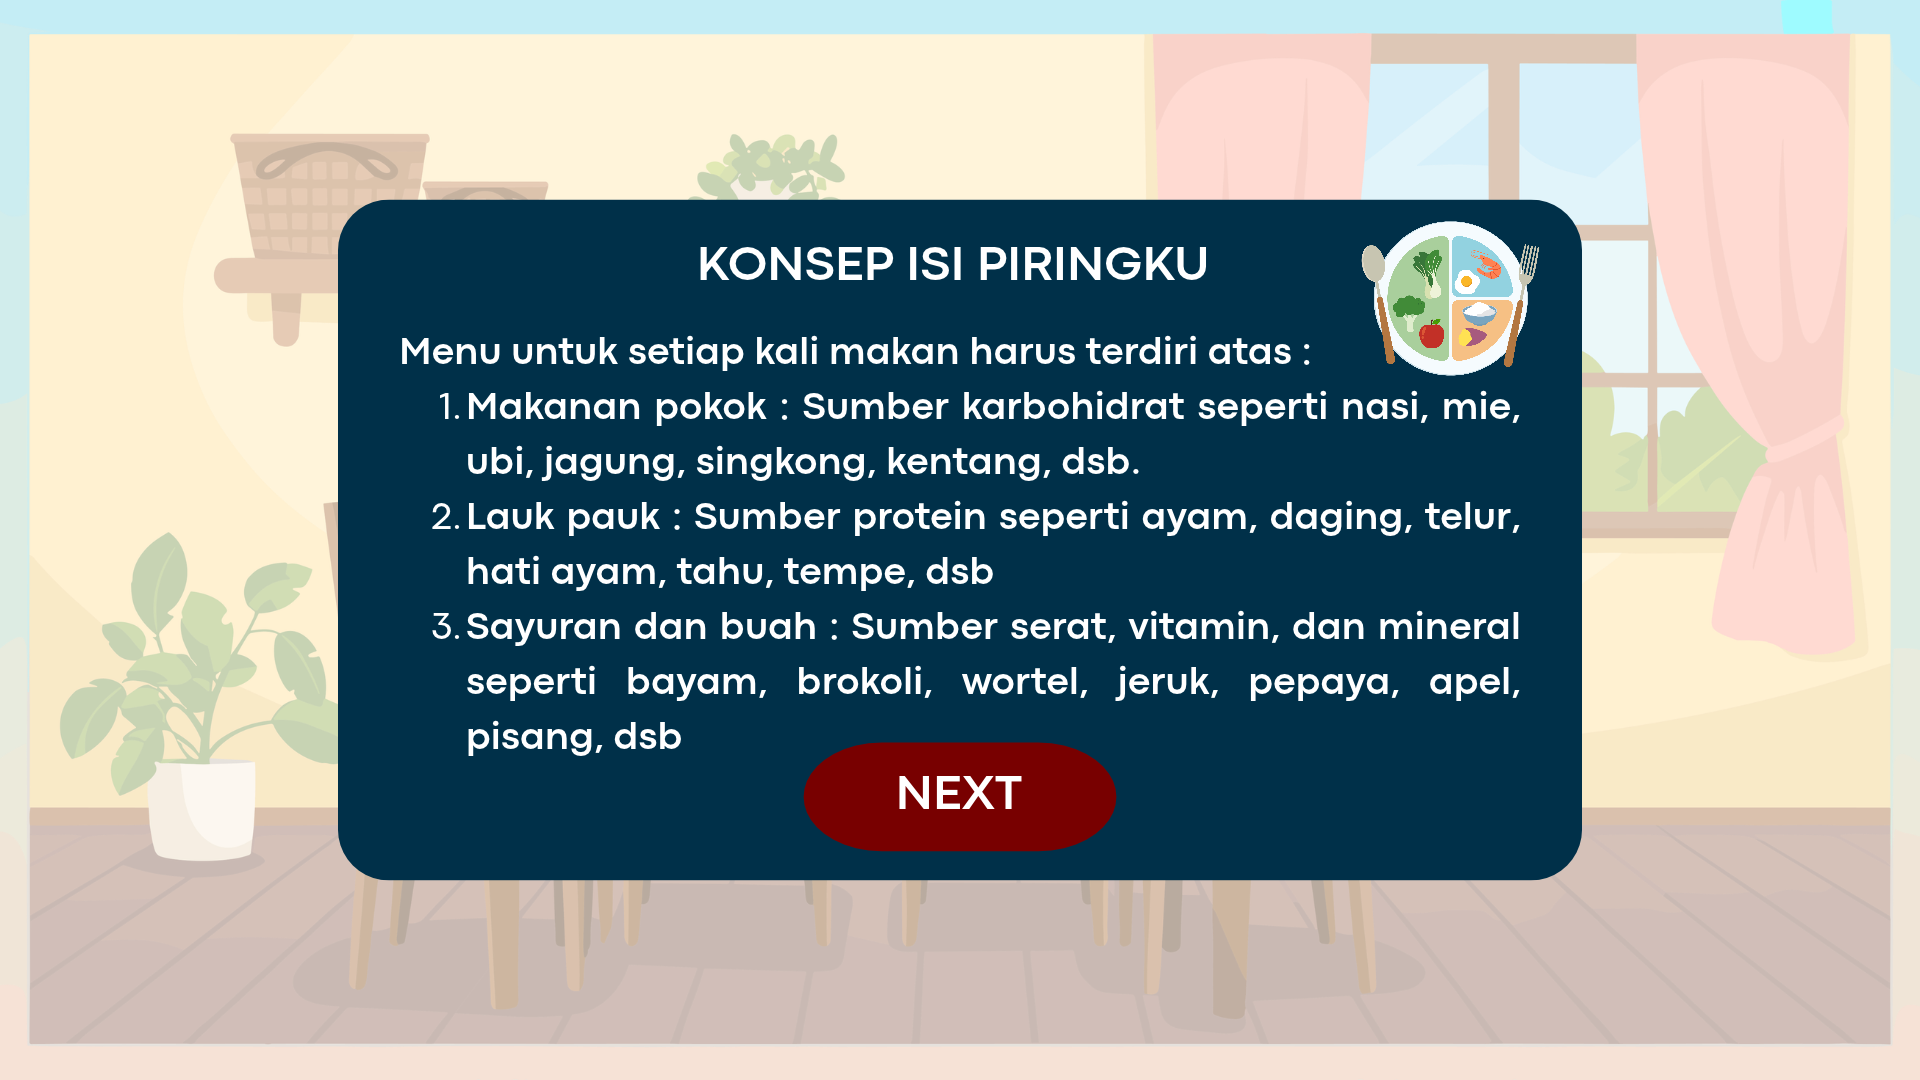 KONSEP ISI PIRINGKU
Menu untuk setiap kali makan harus terdiri atas :
1. Makanan pokok : Sumber karbohidrat seperti nasi, mie,
ubi, jagung, singkong, kentang, dsb.
2. Lauk pauk : Sumber protein seperti ayam, daging, telur,
hati ayam, tahu, tempe, dsb
3. Sayuran dan buah : Sumber serat, vitamin, dan mineral
seperti bayam, brokoli, wortel, jeruk, pepaya, apel,
pisang, dsb
NEXT